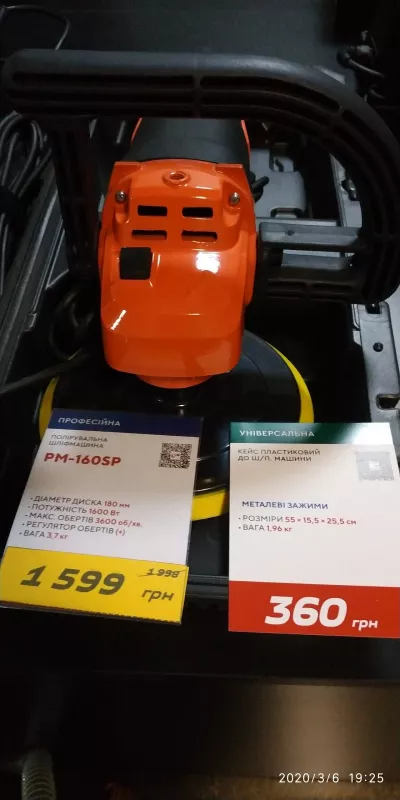 ПРОФЕСІЙНА
ПОЛІРУВАЛЬНА
ШЛІФМАШИНА
PM-160SP
• ДІАМЕТР ДИСКА 180 мм
• ПОТУЖНІСТЬ 1600 Вт
• МАКС. ОБЕРТІВ 3600 об/хв.
• РЕГУЛЯТОР ОБЕРТІВ (+)
• ВАГА 3,7 кг
1 998
1 599 грн
УНІВЕРСАЛЬНА
КЕЙС ПЛАСТИКОВИЙ
ДО Ш/П. МАШИНИ
МЕТАЛЕВІ ЗАЖИМИ
• РОЗМІРИ 55 × 15,5 × 25,5 см
• ВАГА 1,96 кг
360 грн
2020/3/6 19:25